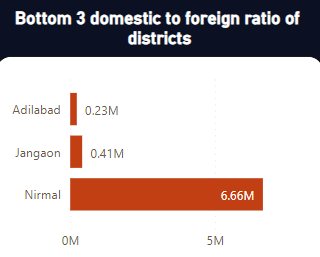 Bottom 3 domestic to foreign ratio of
districts
Adilabad 0.23M
Jangaon 0.41M
Nirmal 6.66M
0M 5M